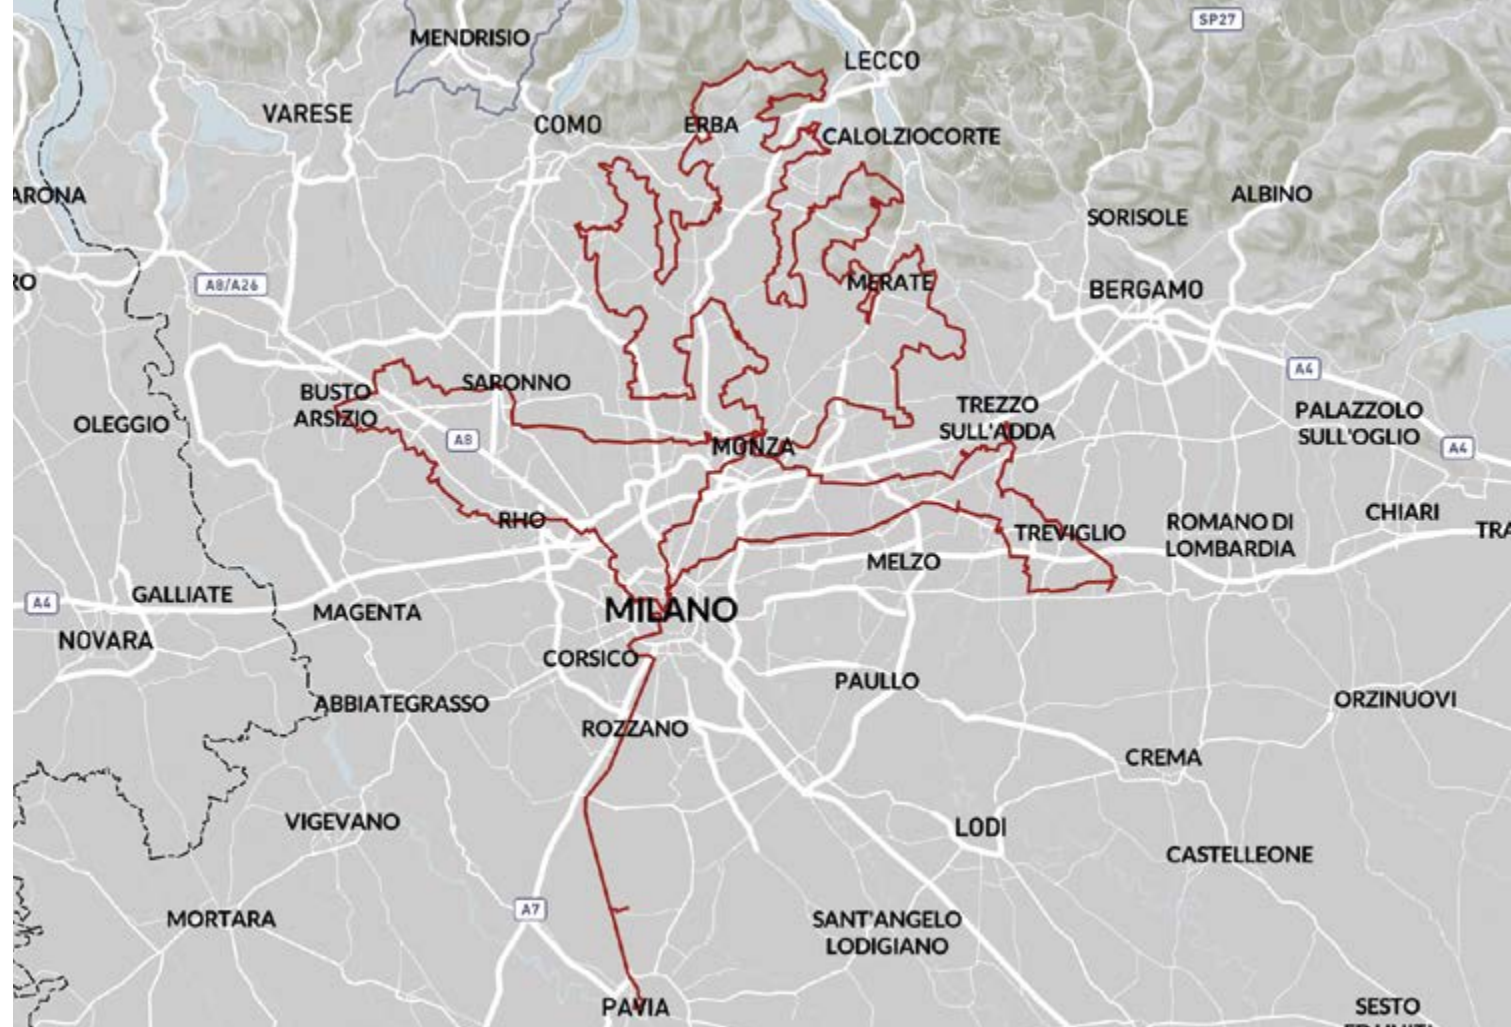 SP27
MENDRISIO
LECCO
VARESE
COMO
ERBA
CALOLZIOCORTE
ARONA
ALBINO
SORISOLE
RO
A8/A26
MERATE
BERGAMO
A4
BUSTO
ARSIZIO
SARONNO
OLEGGIO
TREZZO
SULL'ADDA
PALAZZOLO
SULL'OGLIO
A8
MONZA
A4
RHO
TREVIGLIO
ROMANO DI
LOMBARDIA
CHIARI
TRA
MELZO
A4
GALLIATE
MAGENTA
MILANO
NOVARA
CORSICO
PAULLO
ABBIATEGRASSO
ORZINUOVI
ROZZANO
CREMA
VIGEVANO
LODI
CASTELLEONE
A7
MORTARA
SANT'ANGELO
LODIGIANO
PAVIA
SESTO